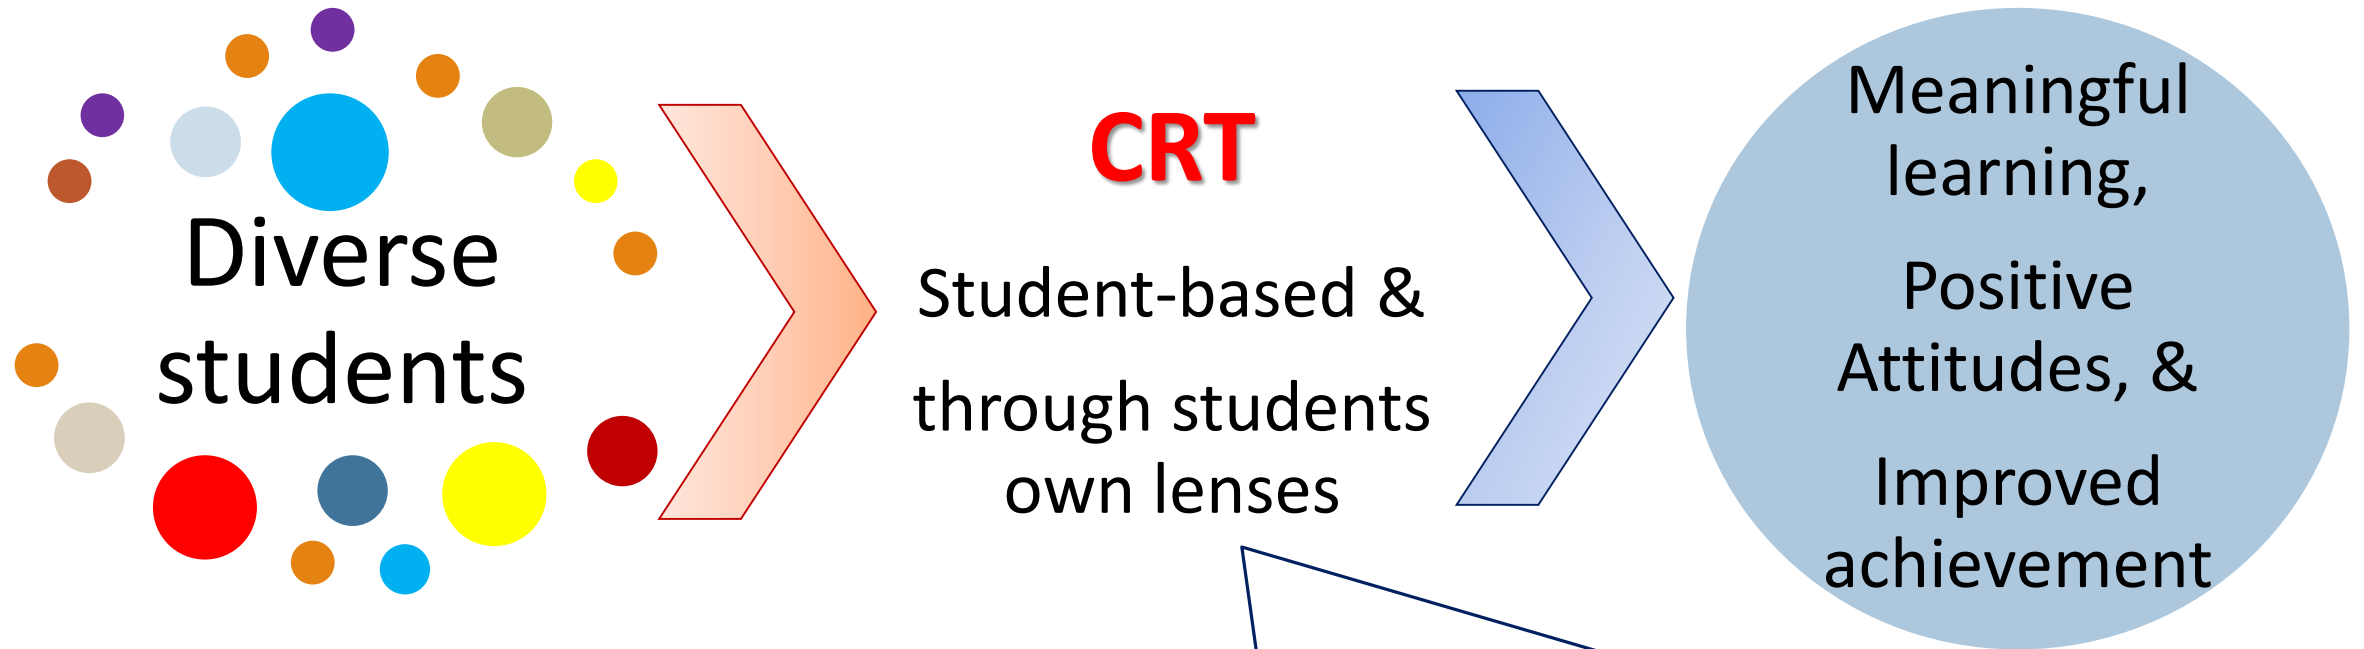 Diverse
students
CRT
Student-based &
through students
own lenses
Meaningful
learning,
Positive
Attitudes, &
Improved
achievement